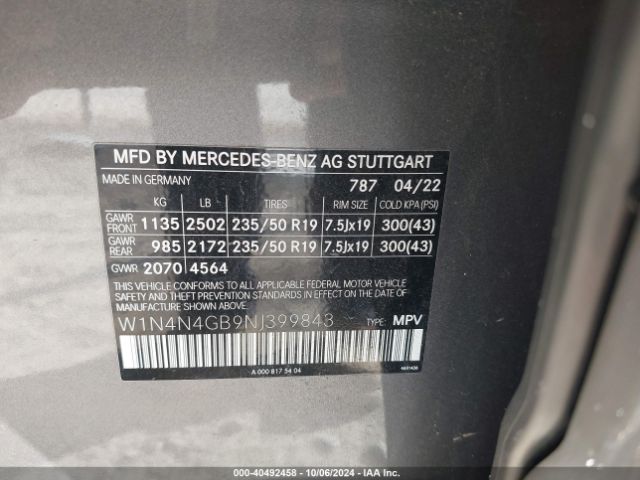 MFD BY MERCEDES-BENZ AG STUTTGART
MADE IN GERMANY 787 04/22
KG LB TIRES RIM SIZE COLD KPA (PSI)
GAWR FRONT 1135 2502 235/50 R19 7.5Jx19 300(43)
GAWR REAR 985 2172 235/50 R19 7.5Jx19 300(43)
GVWR 2070 4564
THIS VEHICLE CONFORMS TO ALL APPLICABLE FEDERAL MOTOR VEHICLE
SAFETY, BUMPER, AND THEFT PREVENTION STANDARDS IN EFFECT ON THE DATE
OF MANUFACTURE SHOWN ABOVE.
W1N4N4GB9NJ399843 TYPE: MPV
A 000 817 54 04
000-40492458 - 10/06/2024 - IAA Inc.